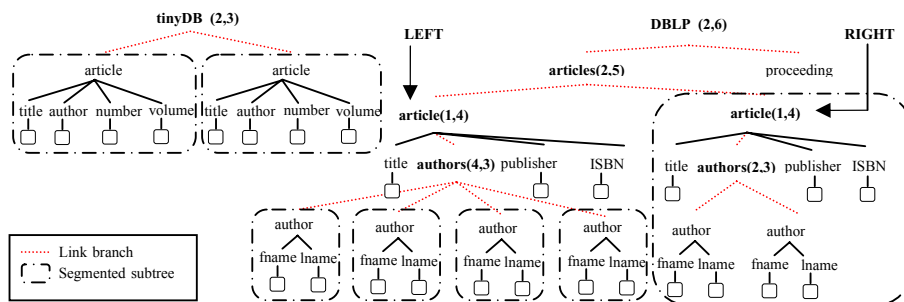 tinyDB (2,3)
DBLP (2,6)
LEFT
RIGHT
articles(2,5)
proceeding
article
article
title author number volume
title author number volume
article(1,4)
article(1,4)
title authors(4,3) publisher ISBN
title authors(2,3) publisher ISBN
author
author
author
author
author
author
fname lname
fname lname
fname lname
fname lname
fname lname
fname lname
Link branch
Segmented subtree